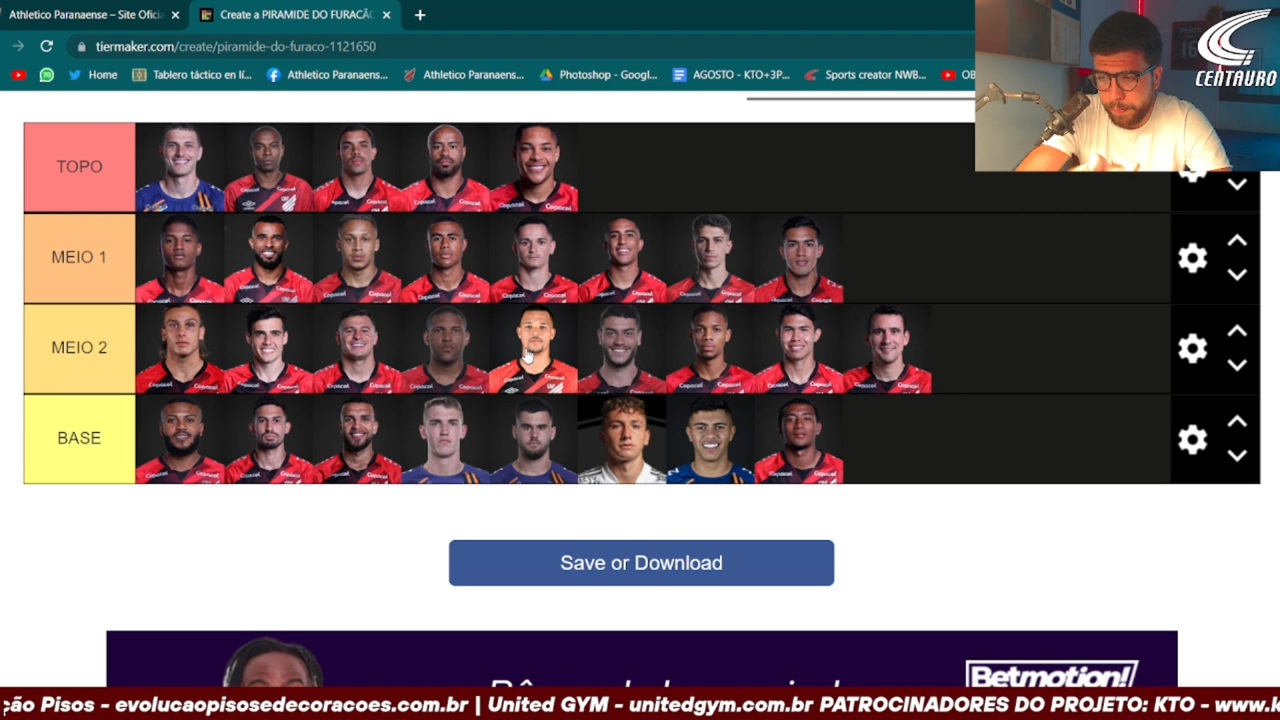 Athletico Paranaense – Site Ofici
Create a PIRAMIDE DO FURACÃ
tiermaker.com/create/piramide-do-furaco-1121650
Home
Tablero táctico en lí...
Athletico Paranaens...
Athletico Paranaens...
Photoshop - Googl...
AGOSTO - KTO+3P...
Sports creator NWB...
OB
CENTAURO
TOPO
MEIO 1
MEIO 2
BASE
Save or Download
Betmotion!
ção Pisos - evolucaopisosedecoracoes.com.br | United GYM - unitedgym.com.br PATROCINADORES DO PROJETO: KTO - www.k